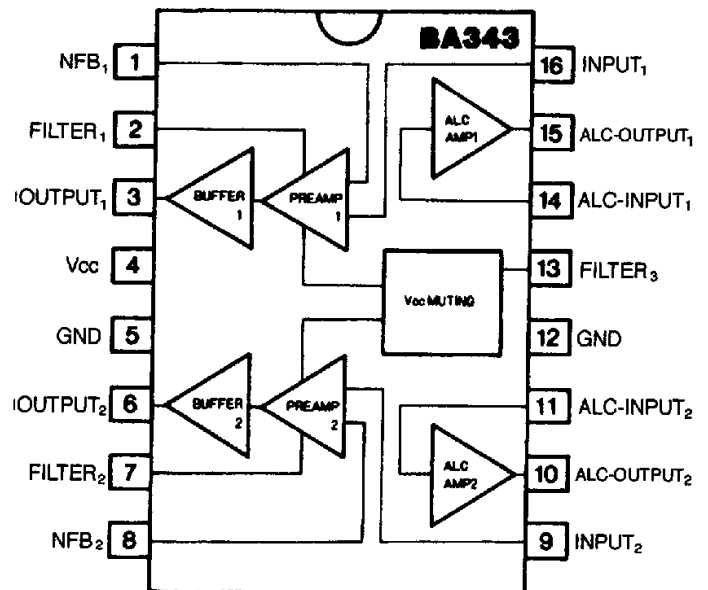 BA343
NFB₁ 1
16 INPUT₁
FILTER₁ 2
ALC
AMP1
15 ALC-OUTPUT₁
OUTPUT₁ 3
BUFFER
1
PREAMP
1
14 ALC-INPUT₁
Vcc 4
13 FILTER₃
Vcc MUTING
GND 5
12 GND
OUTPUT₂ 6
BUFFER
2
PREAMP
2
11 ALC-INPUT₂
FILTER₂ 7
ALC
AMP2
10 ALC-OUTPUT₂
NFB₂ 8
9 INPUT₂